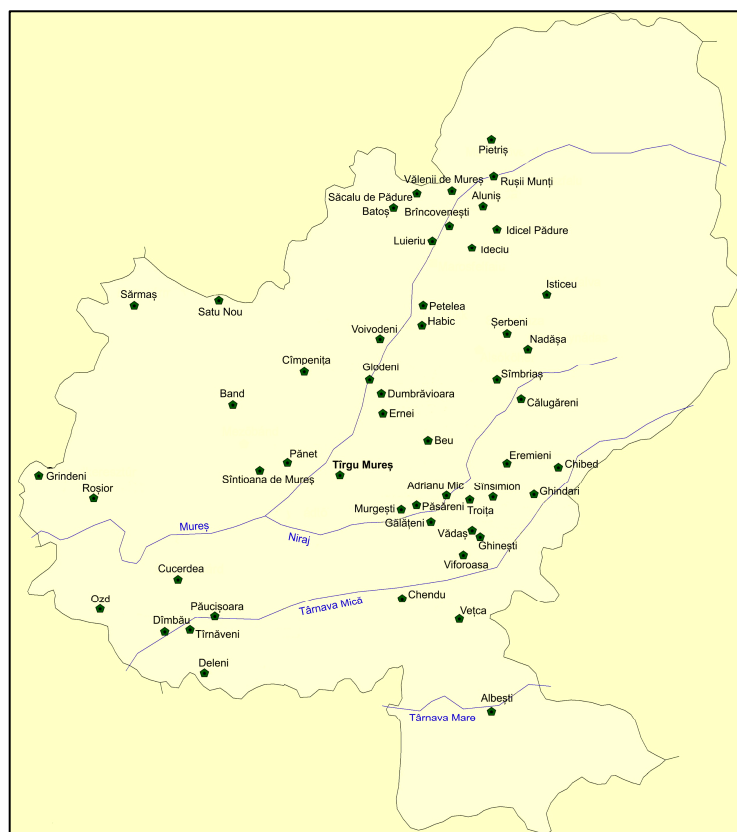 Pietriș
Rușii Munți
Vălenii de Mureș
Săcalu de Pădure
Aluniș
Batoș
Brîncovenești
Idicel Pădure
Luieriu
Ideciu
Isticeu
Sărmaș
Satu Nou
Petelea
Habic
Șerbeni
Voivodeni
Nadășa
Cîmpenița
Glodeni
Sîmbriaș
Dumbrăvioara
Band
Călugăreni
Ernei
Beu
Pănet
Tîrgu Mureș
Eremieni
Chibed
Grindeni
Sîntioana de Mureș
Roșior
Adrianu Mic
Sînsimion
Ghindari
Murgești
Păsăreni
Troița
Mureș
Gălățeni
Niraj
Vădaș
Ghinești
Viforoasa
Cucerdea
Ozd
Păucișoara
Târnava Mică
Chendu
Dîmbău
Tîrnăveni
Vețca
Deleni
Albești
Târnava Mare